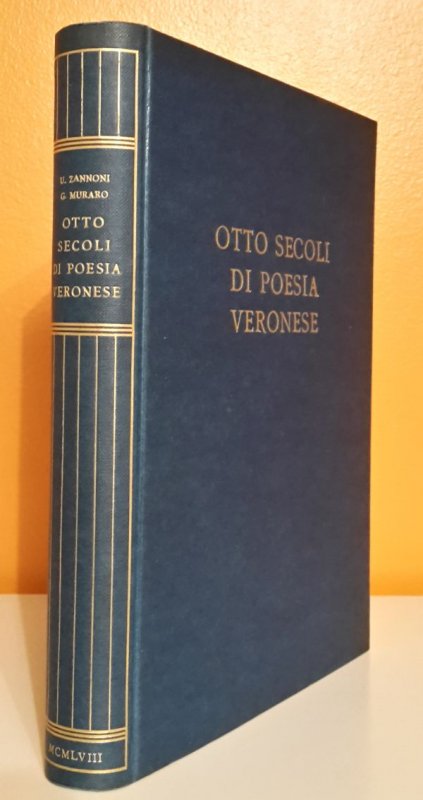 U. ZANNONI
G. MURARO
OTTO
SECOLI
DI POESIA
VERONESE
MCMLVIII
OTTO SECOLI
DI POESIA
VERONESE